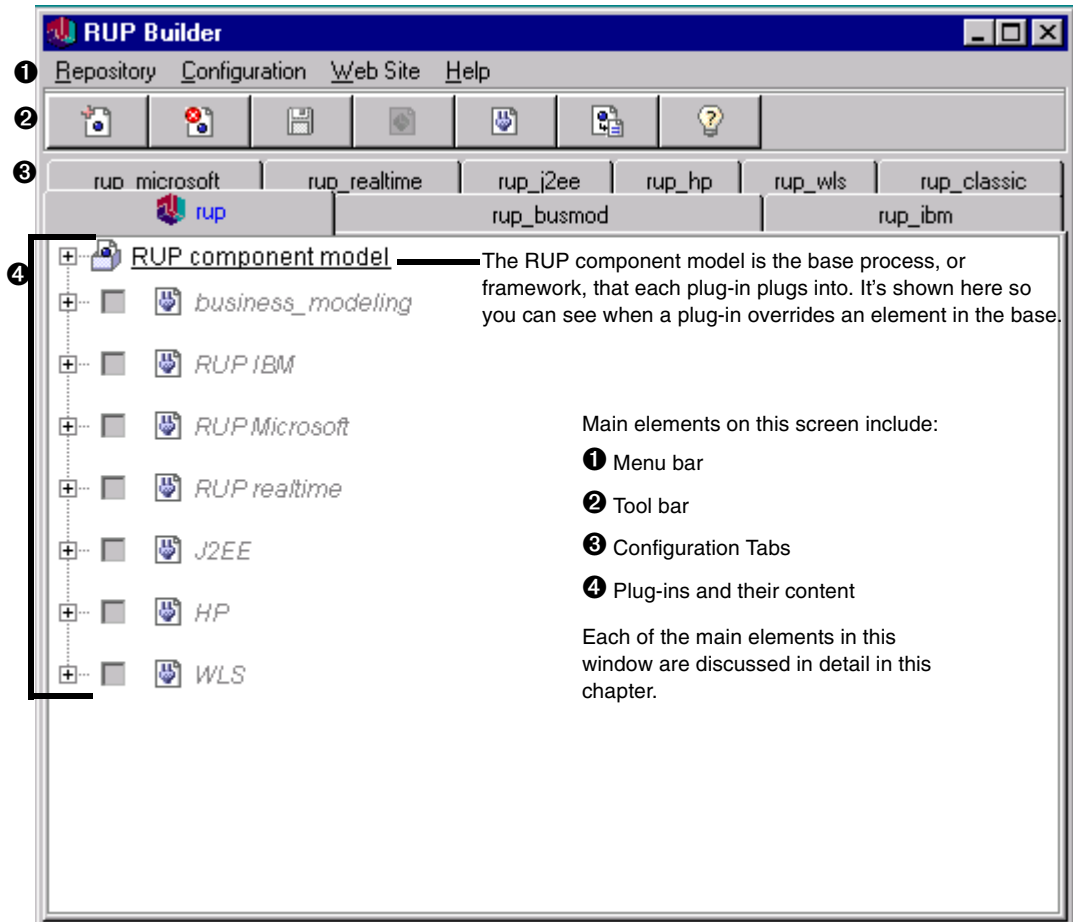 RUP Builder
❶ Repository Configuration Web Site Help
❷
❸ rup_microsoft rup_realtime rup_j2ee rup_hp rup_wls rup_classic
rup rup_busmod rup_ibm
❹ RUP component model
The RUP component model is the base process, or
framework, that each plug-in plugs into. It's shown here so
you can see when a plug-in overrides an element in the base.
business_modeling
RUP IBM
RUP Microsoft
RUP realtime
J2EE
HP
WLS
Main elements on this screen include:
❶ Menu bar
❷ Tool bar
❸ Configuration Tabs
❹ Plug-ins and their content
Each of the main elements in this
window are discussed in detail in this
chapter.